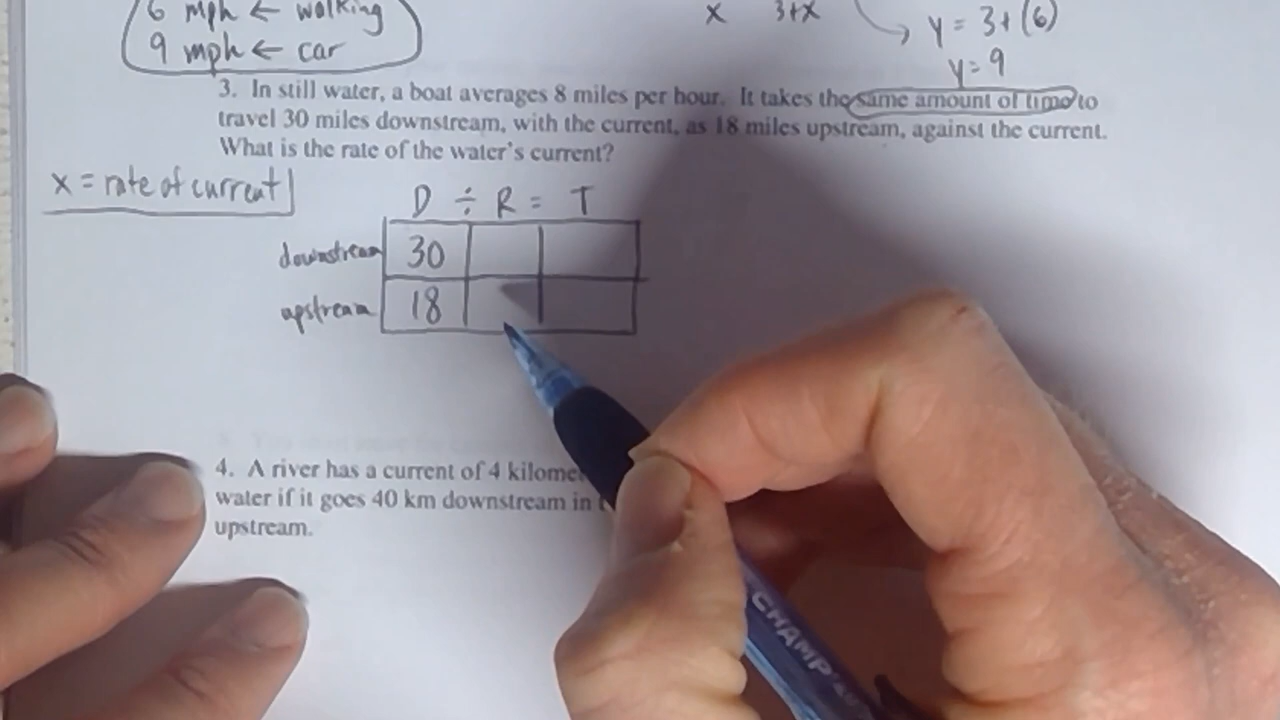 6 mph ← walking
9 mph ← car
x 3+x
y = 3 + (6)
y = 9
3. In still water, a boat averages 8 miles per hour. It takes the same amount of time to
travel 30 miles downstream, with the current, as 18 miles upstream, against the current.
What is the rate of the water's current?
x = rate of current
D ÷ R = T
downstream 30
upstream 18
4. A river has a current of 4
water if it goes 40 km downstream in
upstream.
CHAMP